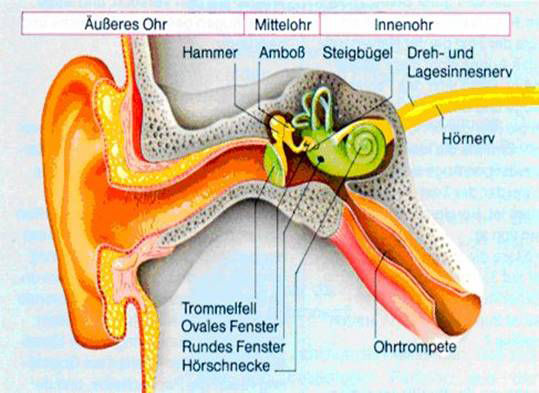 Äußeres Ohr
Mittelohr
Innenohr
Hammer
Amboß
Steigbügel
Dreh- und
Lagesinnesnerv
Hörnerv
Trommelfell
Ovales Fenster
Rundes Fenster
Hörschnecke
Ohrtrompete